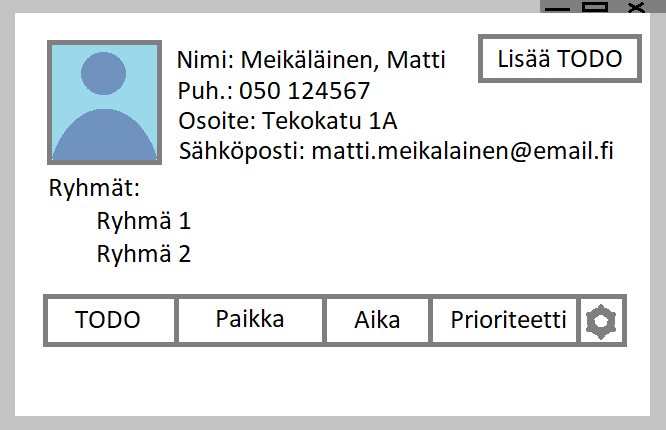 Nimi: Meikäläinen, Matti
Lisää TODO
Puh.: 050 124567
Osoite: Tekokatu 1A
Sähköposti: matti.meikalainen@email.fi
Ryhmät:
Ryhmä 1
Ryhmä 2
TODO Paikka Aika Prioriteetti